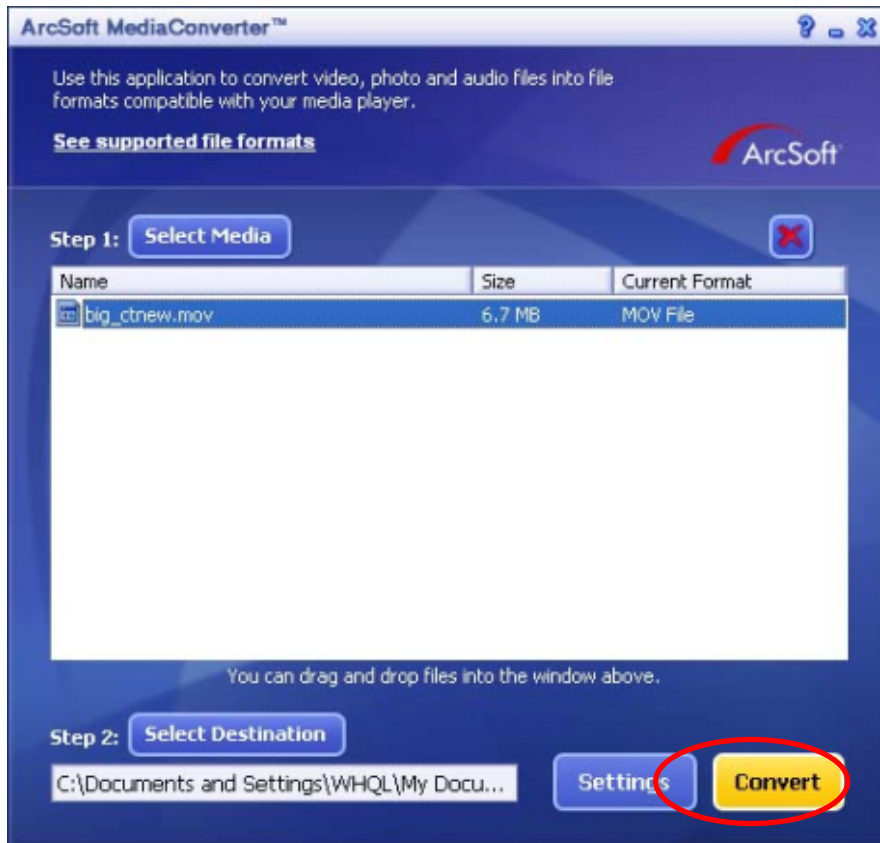 ArcSoft MediaConverter™
Use this application to convert video, photo and audio files into file
formats compatible with your media player.
See supported file formats
ArcSoft
Step 1: Select Media
Name Size Current Format
big_ctnew.mov 6.7 MB MOV File
You can drag and drop files into the window above.
Step 2: Select Destination
C:\Documents and Settings\WHQL\My Docu... Settings Convert